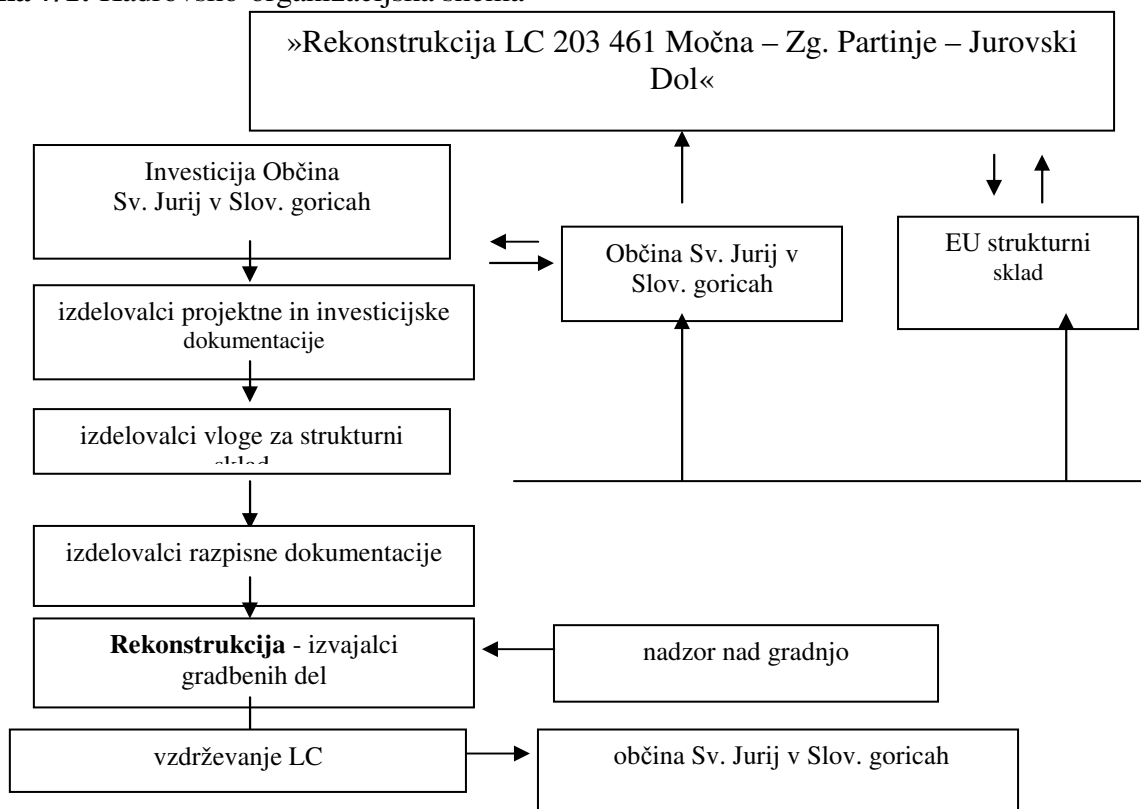 »Rekonstrukcija LC 203 461 Močna – Zg. Partinje – Jurovski
Dol«
Investicija Občina
Sv. Jurij v Slov. goricah
Občina Sv. Jurij v
Slov. goricah
EU strukturni
sklad
izdelovalci projektne in investicijske
dokumentacije
izdelovalci vloge za strukturni
sklad
izdelovalci razpisne dokumentacije
Rekonstrukcija - izvajalci
gradbenih del
nadzor nad gradnjo
vzdrževanje LC
občina Sv. Jurij v Slov. goricah